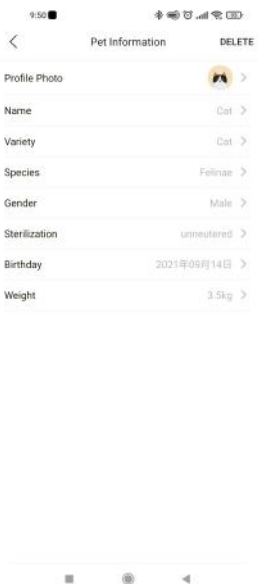 9:50
Pet Information DELETE
Profile Photo
Name Cat
Variety Cat
Species Felinae
Gender Male
Sterilization unneutered
Birthday 2021年09月14日
Weight 3.5kg